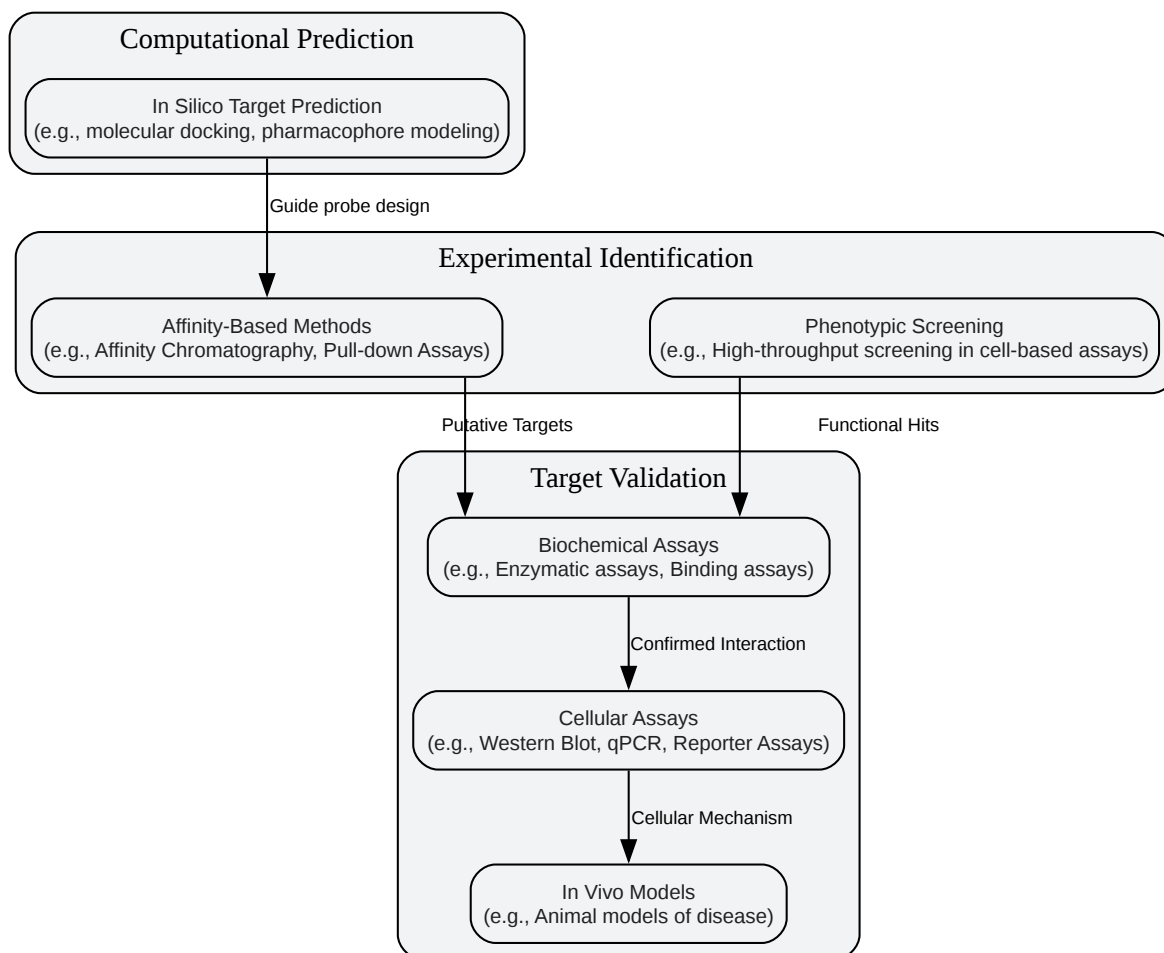 Computational Prediction
In Silico Target Prediction
(e.g., molecular docking, pharmacophore modeling)
Guide probe design
Experimental Identification
Affinity-Based Methods
(e.g., Affinity Chromatography, Pull-down Assays)
Phenotypic Screening
(e.g., High-throughput screening in cell-based assays)
Putative Targets
Functional Hits
Target Validation
Biochemical Assays
(e.g., Enzymatic assays, Binding assays)
Confirmed Interaction
Cellular Assays
(e.g., Western Blot, qPCR, Reporter Assays)
Cellular Mechanism
In Vivo Models
(e.g., Animal models of disease)